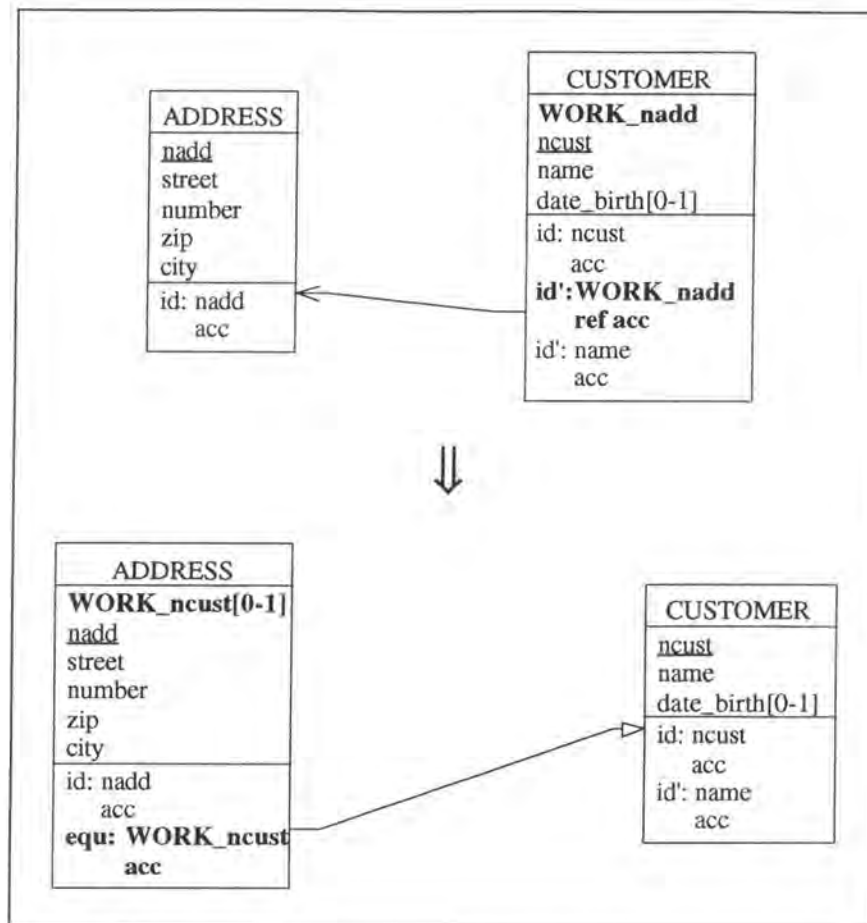 ADDRESS
nadd
street
number
zip
city
id: nadd
acc
CUSTOMER
WORK_nadd
ncust
name
date_birth[0-1]
id: ncust
acc
id':WORK_nadd
ref acc
id': name
acc
⇓
ADDRESS
WORK_ncust[0-1]
nadd
street
number
zip
city
id: nadd
acc
equ: WORK_ncust
acc
CUSTOMER
ncust
name
date_birth[0-1]
id: ncust
acc
id': name
acc